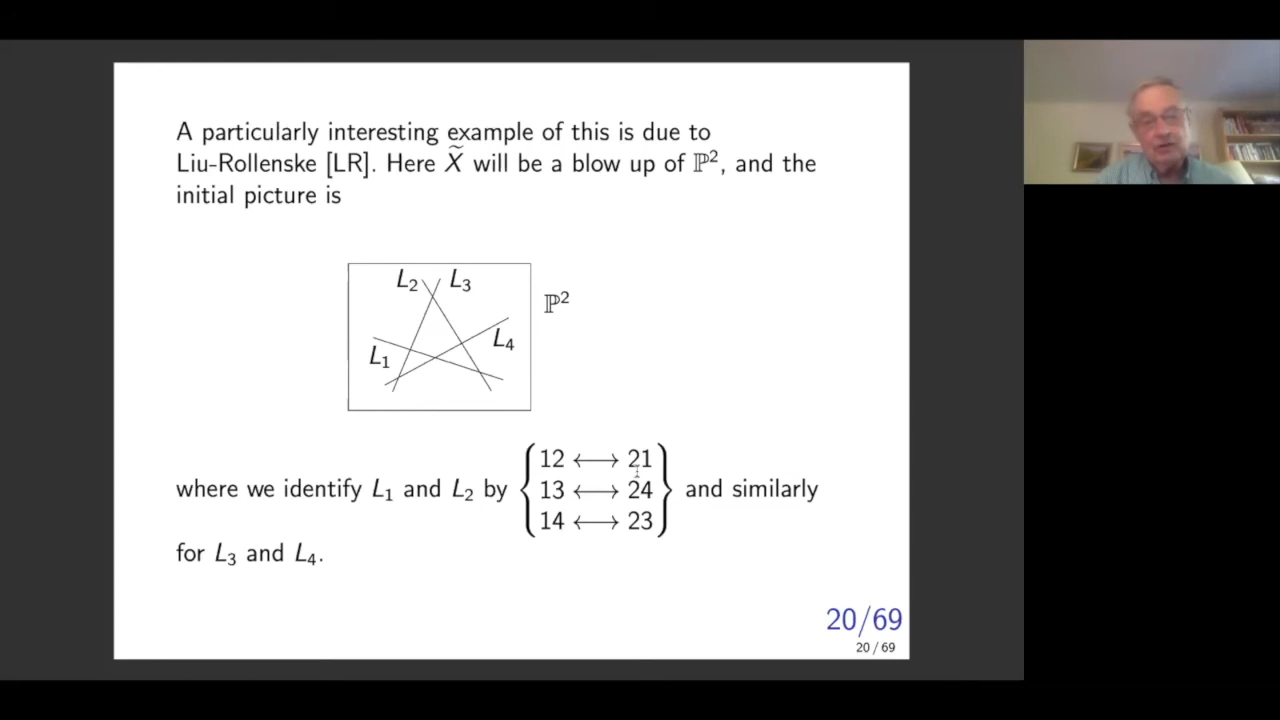 A particularly interesting example of this is due to
Liu-Rollenske [LR]. Here X̃ will be a blow up of ℙ², and the
initial picture is
L₂ L₃
ℙ²
L₄
L₁
12 ⟷ 21
where we identify L₁ and L₂ by { 13 ⟷ 24 } and similarly
14 ⟷ 23
for L₃ and L₄.
20/69
20 / 69